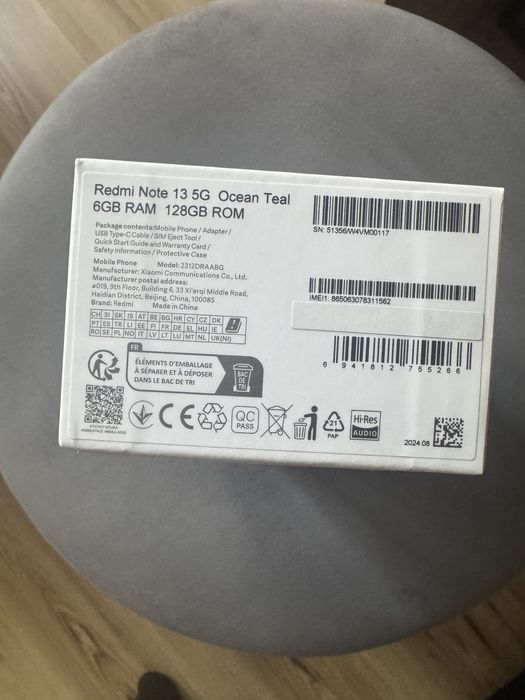 Redmi Note 13 5G Ocean Teal
6GB RAM 128GB ROM
Package contents:Mobile Phone / Adapter /
USB Type-C Cable / SIM Eject Tool /
Quick Start Guide and Warranty Card /
Safety Information / Protective Case
Mobile Phone Model: 2312DRAABG
Manufacturer: Xiaomi Communications Co., Ltd.
Manufacturer postal address:
#019, 9th Floor, Building 6, 33 Xi'erqi Middle Road,
Haidian District, Beijing, China, 100085
Brand: Redmi Made in China
CH SI SK IS AT BE BG HR CY CZ DK
PT ES TR LI EE FI FR DE EL HU IE
RO SE PL NO IT LV LT LU MT NL UK(NI)
SN: 51356/W4VM00117
IMEI1: 865063078311562
6 941812 755266
FR
ÉLÉMENTS D'EMBALLAGE
À SÉPARER ET À DÉPOSER
DANS LE BAC DE TRI
BAC
DE
TRI
ETICHETTATURA
AMBIENTALE IMBALLAGGI
CE
QC
PASS
21
PAP
Hi-Res
AUDIO
2024.08